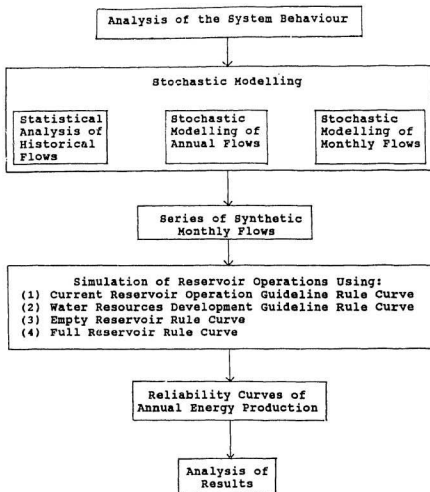 Analysis of the System Behaviour
Stochastic Modelling
Statistical
Analysis of
Historical
Flows
Stochastic
Modelling of
Annual Flows
Stochastic
Modelling of
Monthly Flows
Series of Synthetic
Monthly Flows
Simulation of Reservoir Operations Using:
(1) Current Reservoir Operation Guideline Rule Curve
(2) Water Resources Development Guideline Rule Curve
(3) Empty Reservoir Rule Curve
(4) Full Reservoir Rule Curve
Reliability Curves of
Annual Energy Production
Analysis of
Results